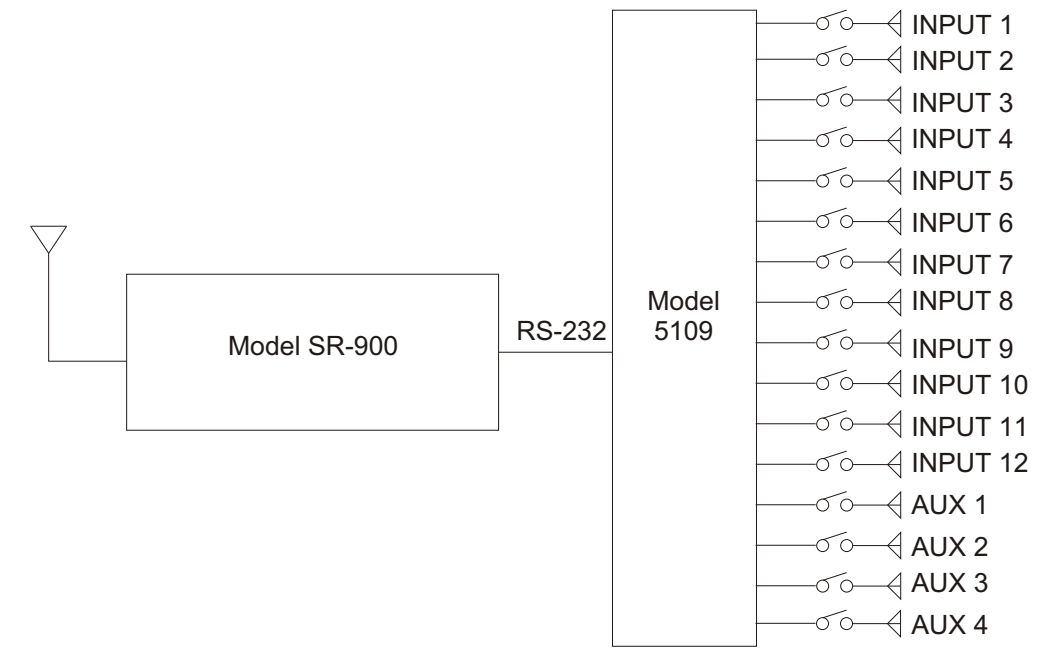 Model SR-900
RS-232
Model
5109
INPUT 1
INPUT 2
INPUT 3
INPUT 4
INPUT 5
INPUT 6
INPUT 7
INPUT 8
INPUT 9
INPUT 10
INPUT 11
INPUT 12
AUX 1
AUX 2
AUX 3
AUX 4